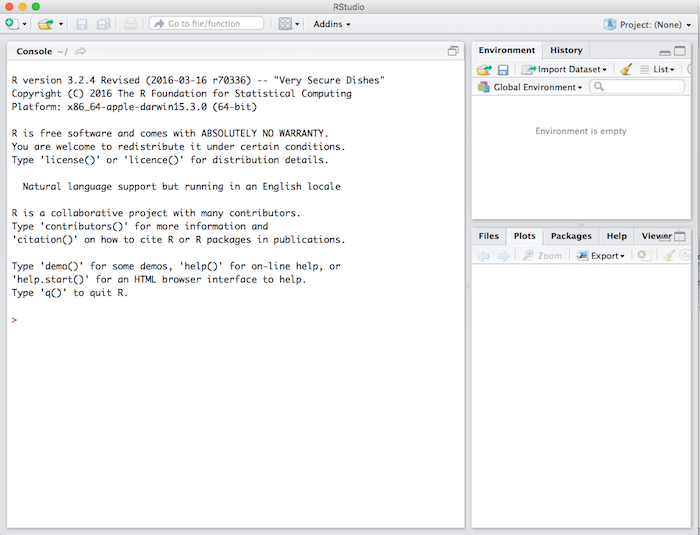 RStudio
Go to file/function
Addins
Project: (None)
Console ~/
R version 3.2.4 Revised (2016-03-16 r70336) -- "Very Secure Dishes"
Copyright (C) 2016 The R Foundation for Statistical Computing
Platform: x86_64-apple-darwin15.3.0 (64-bit)
R is free software and comes with ABSOLUTELY NO WARRANTY.
You are welcome to redistribute it under certain conditions.
Type 'license()' or 'licence()' for distribution details.
Natural language support but running in an English locale
R is a collaborative project with many contributors.
Type 'contributors()' for more information and
'citation()' on how to cite R or R packages in publications.
Type 'demo()' for some demos, 'help()' for on-line help, or
'help.start()' for an HTML browser interface to help.
Type 'q()' to quit R.
>
Environment History
Import Dataset List
Global Environment
Environment is empty
Files Plots Packages Help Viewer
Zoom Export